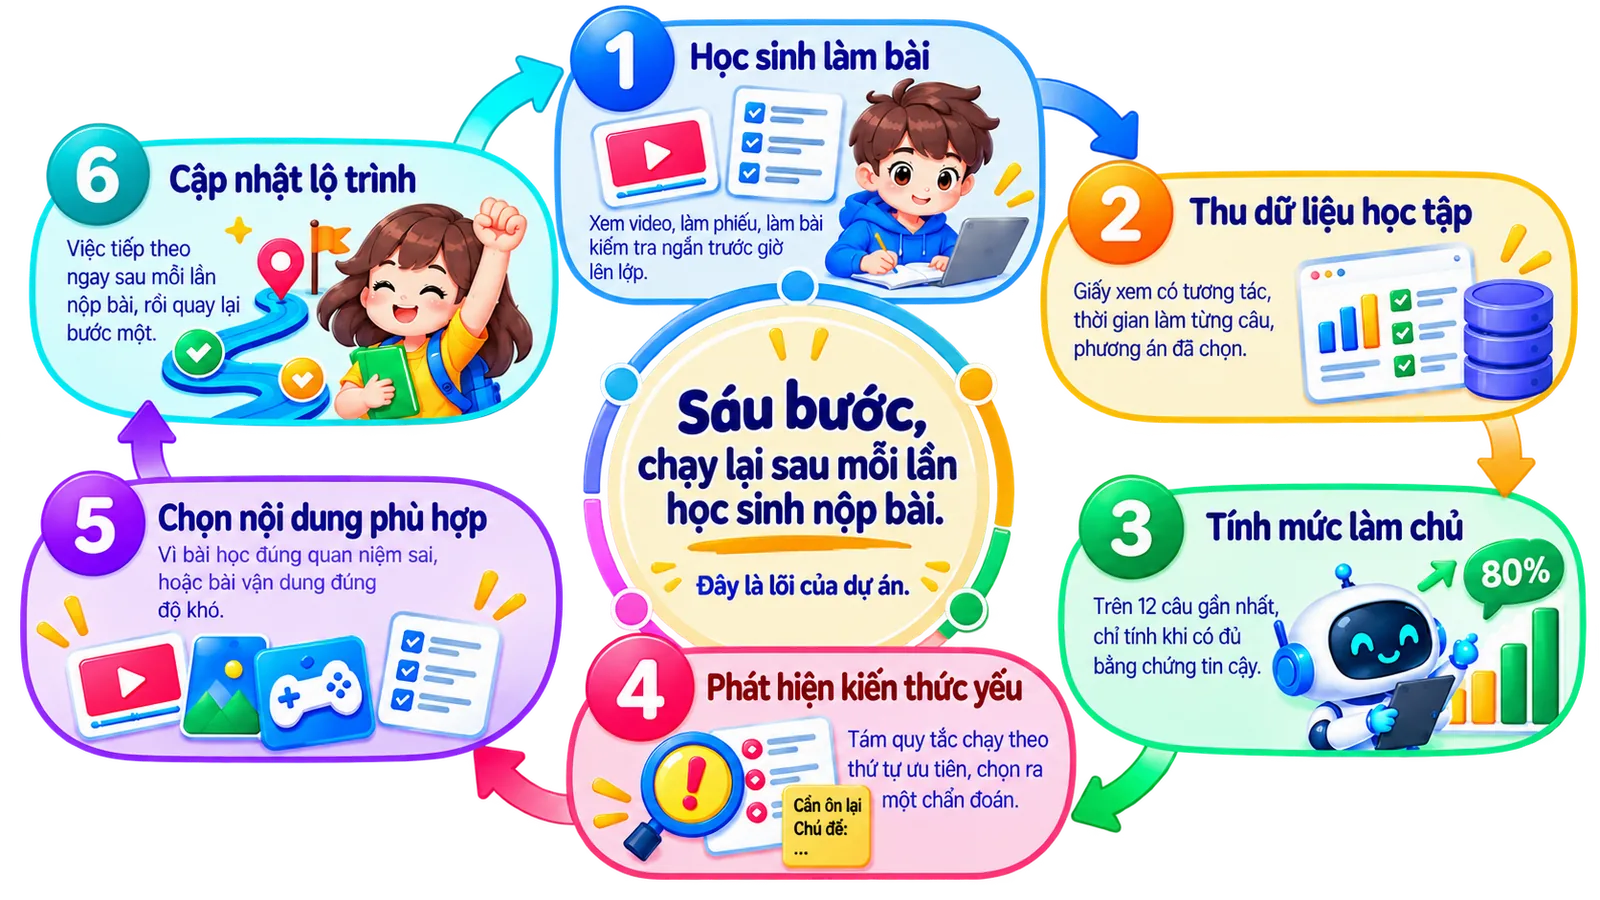 1
Học sinh làm bài
Xem video, làm phiếu, làm bài
kiểm tra ngắn trước giờ
lên lớp.
2
Thu dữ liệu học tập
Giấy xem có tương tác,
thời gian làm từng câu,
phương án đã chọn.
3
Tính mức làm chủ
80%
Trên 12 câu gần nhất,
chỉ tính khi có đủ
bằng chứng tin cậy.
4
Phát hiện kiến thức yếu
Tám quy tắc chạy theo
thứ tự ưu tiên, chọn ra
một chẩn đoán.
Cần ôn lại
Chủ đề:
...
5
Chọn nội dung phù hợp
Vì bài học đúng quan niệm sai,
hoặc bài vận dung đúng
độ khó.
6
Cập nhật lộ trình
Việc tiếp theo
ngay sau mỗi lần
nộp bài, rồi quay lại
bước một.
Sáu bước,
chạy lại sau mỗi lần
học sinh nộp bài.
Đây là lõi của dự án.